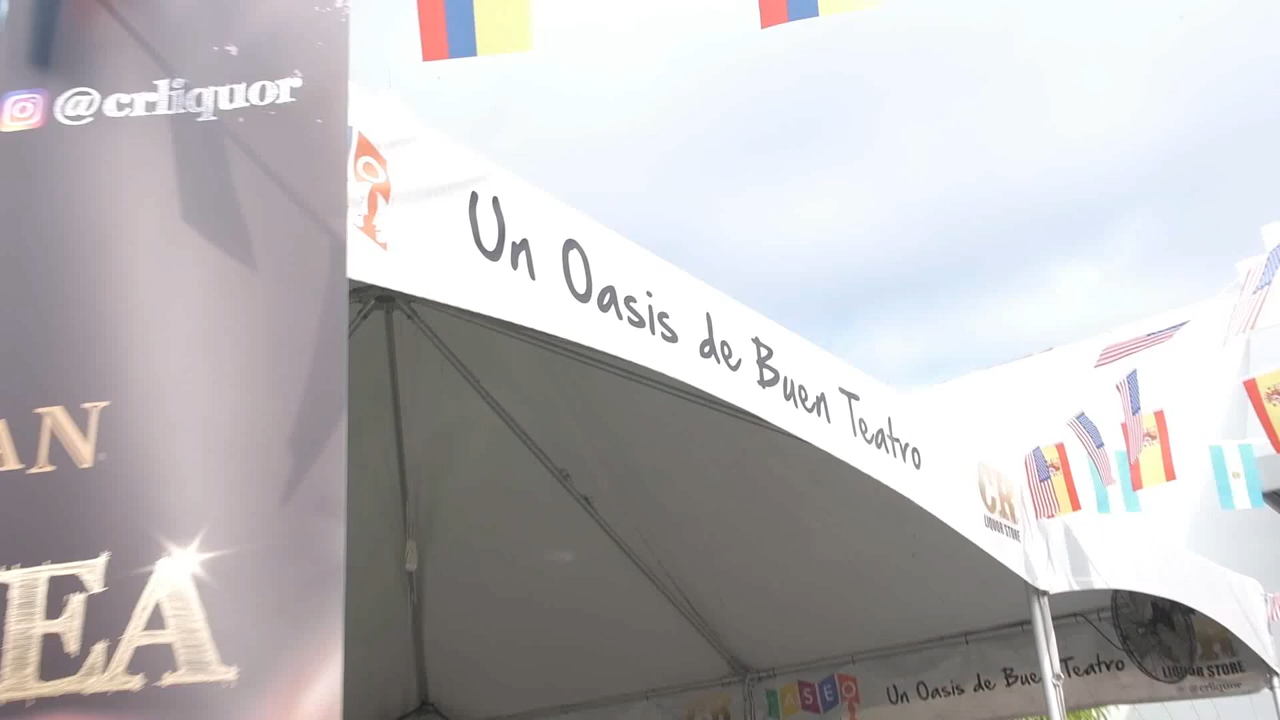 @crliquor
AN
EA
Un Oasis de Buen Teatro
CR
LIQUOR STORE
PASEO
Un Oasis de Buen Teatro
LIQUOR STORE
@crliquor